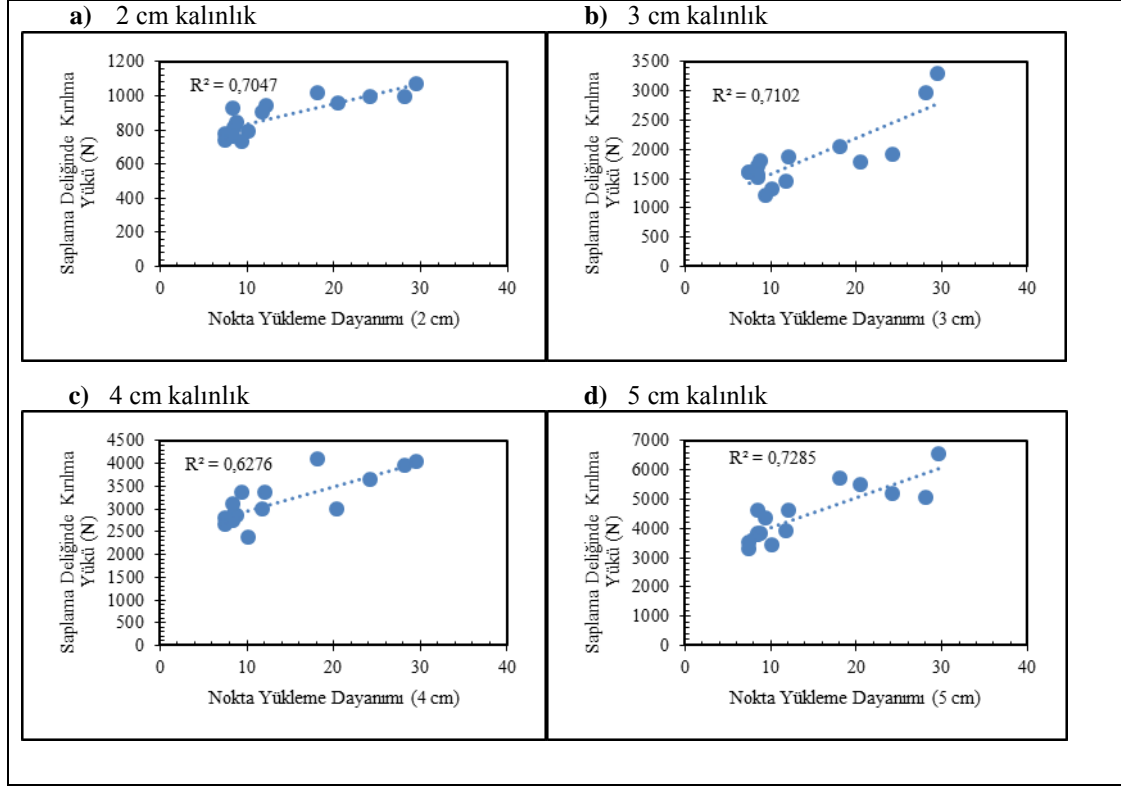 a) 2 cm kalınlık
b) 3 cm kalınlık
Saplama Deliğinde Kırılma
Yükü (N)
1200
1000
800
600
400
200
0
R² = 0,7047
0 10 20 30 40
Nokta Yükleme Dayanımı (2 cm)
Saplama Deliğinde Kırılma
Yükü (N)
3500
3000
2500
2000
1500
1000
500
0
R² = 0,7102
0 10 20 30 40
Nokta Yükleme Dayanımı (3 cm)
c) 4 cm kalınlık
d) 5 cm kalınlık
Saplama Deliğinde Kırılma
Yükü (N)
4500
4000
3500
3000
2500
2000
1500
1000
500
0
R² = 0,6276
0 10 20 30 40
Nokta Yükleme Dayanımı (4 cm)
Saplama Deliğinde Kırılma
Yükü (N)
7000
6000
5000
4000
3000
2000
1000
0
R² = 0,7285
0 10 20 30 40
Nokta Yükleme Dayanımı (5 cm)